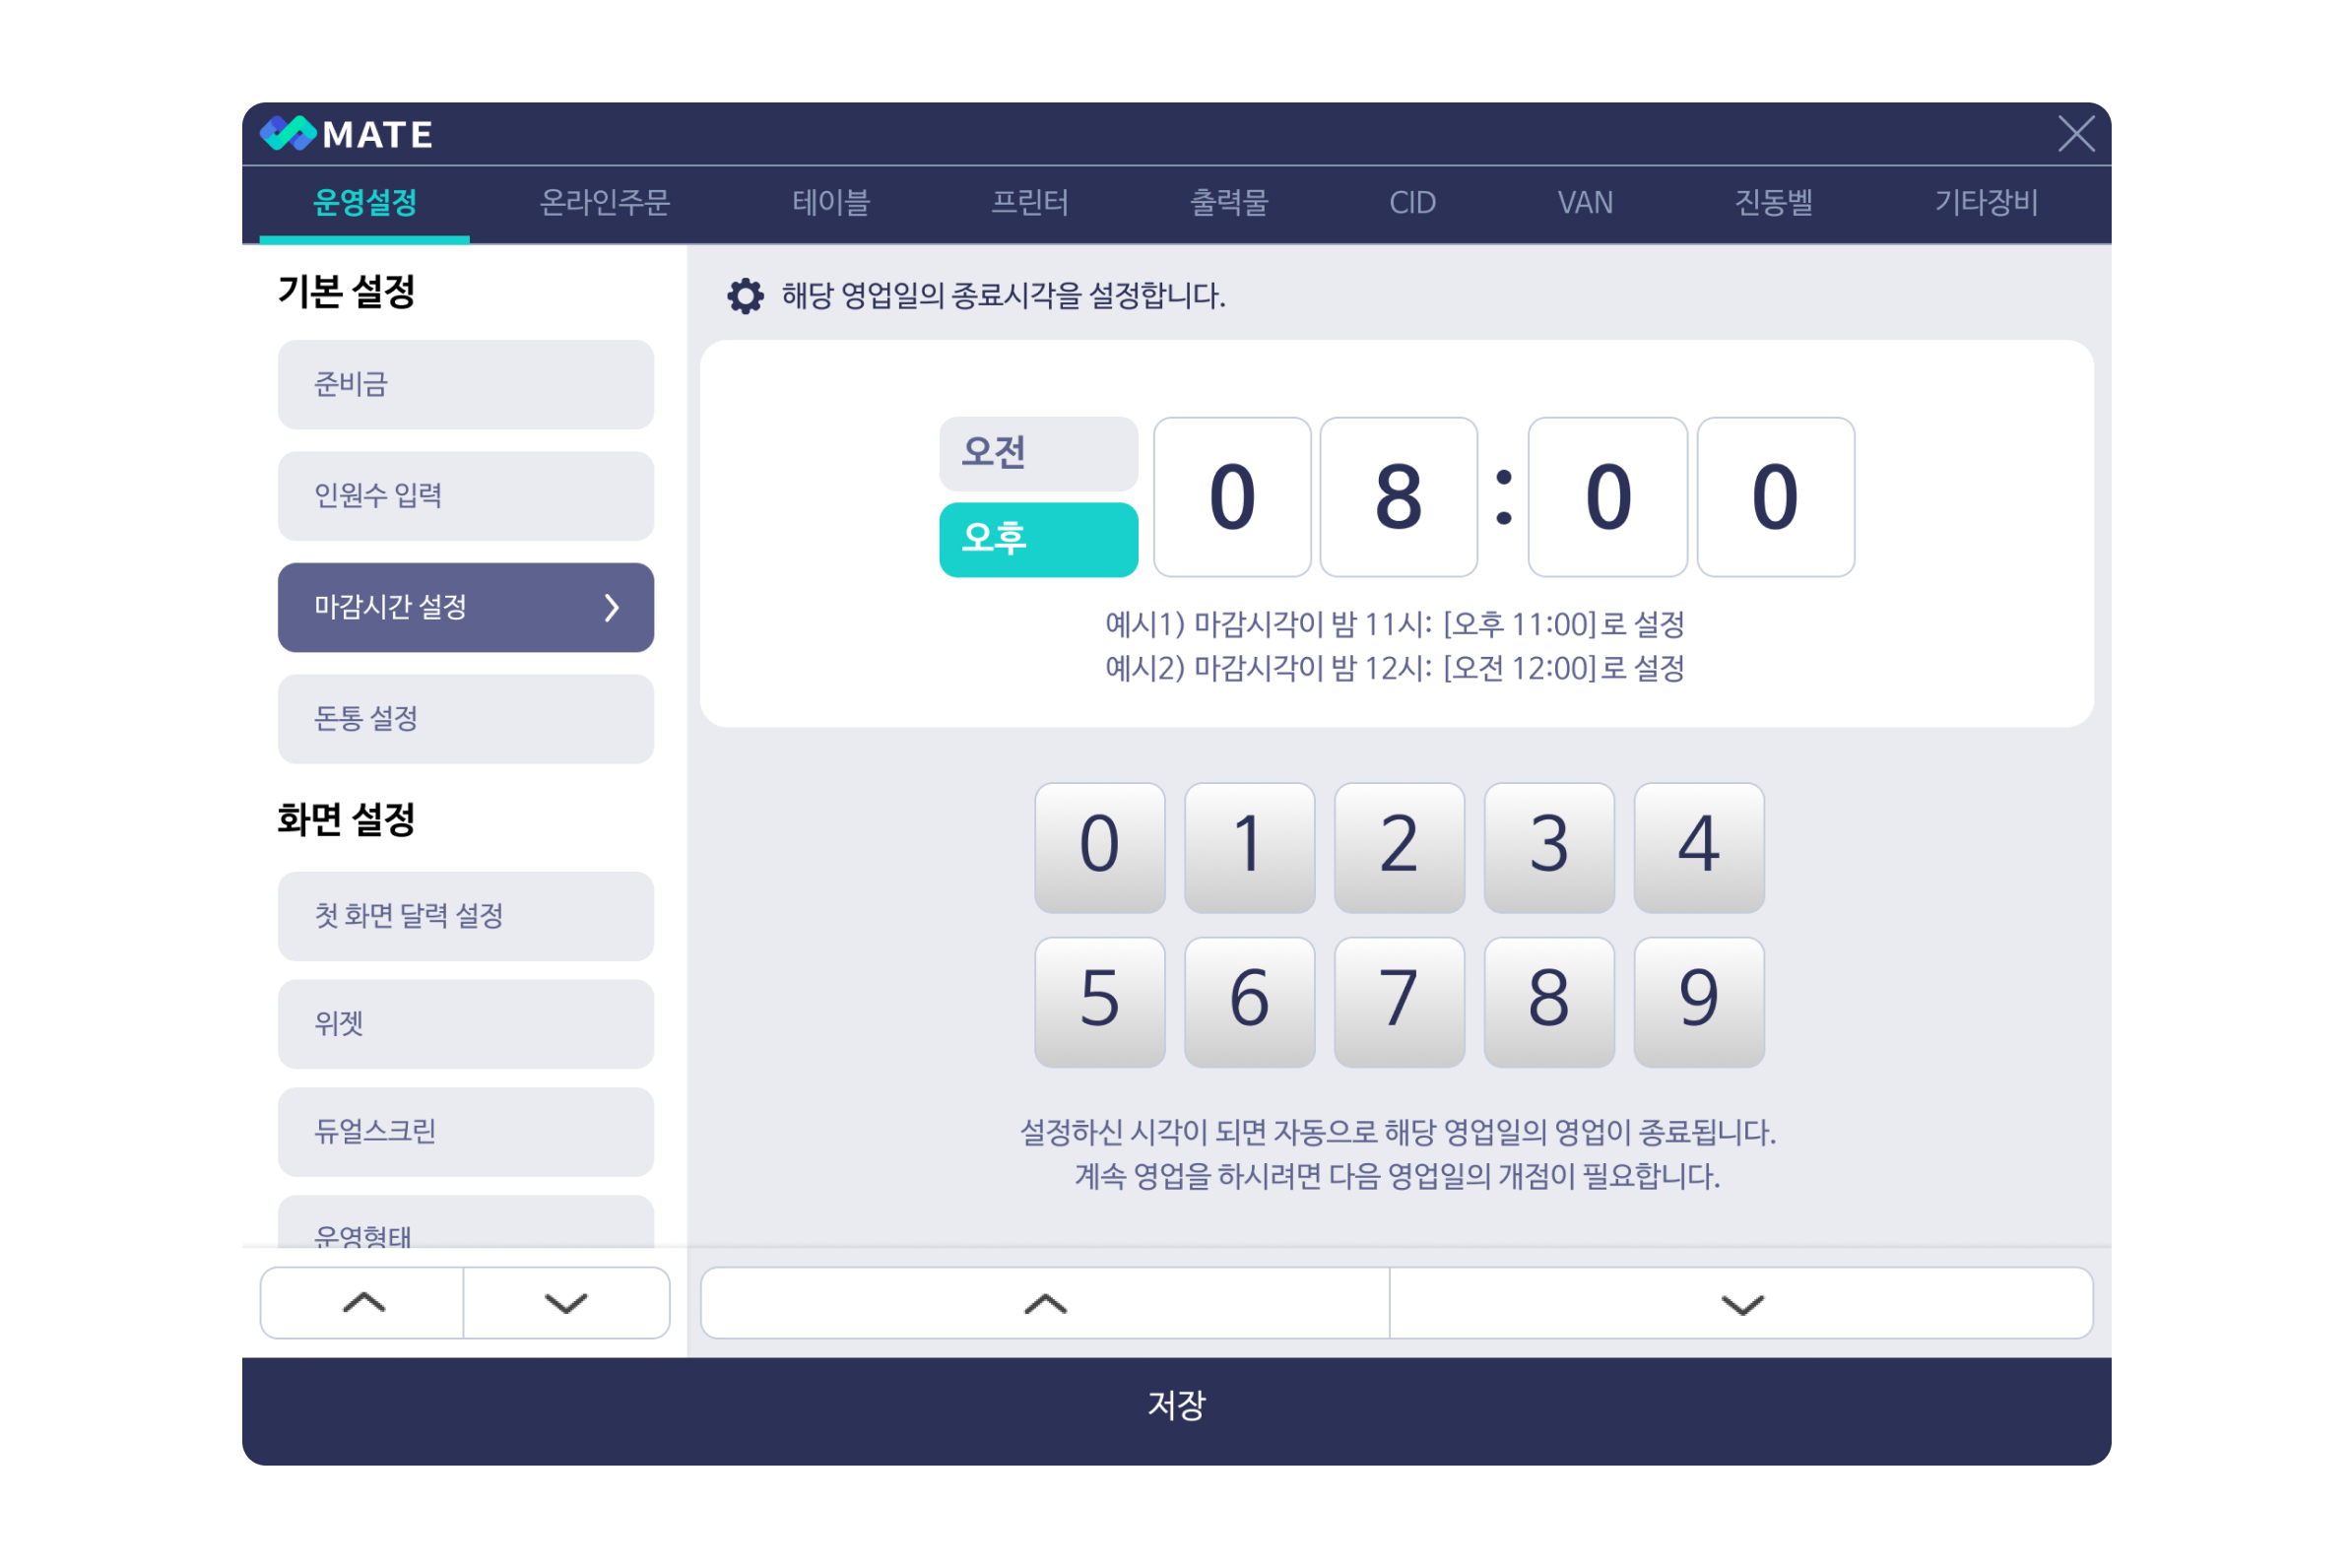 MATE
운영설정 온라인주문 테이블 프린터 출력물 CID VAN 진동벨 기타장비
기본 설정
준비금
인원수 입력
마감시간 설정
돈통 설정
화면 설정
첫 화면 달력 설정
위젯
듀얼스크린
운영형태
해당 영업일의 종료시각을 설정합니다.
오전
오후
0 8 : 0 0
예시1) 마감시각이 밤 11시: [오후 11:00]로 설정
예시2) 마감시각이 밤 12시: [오전 12:00]로 설정
0 1 2 3 4
5 6 7 8 9
설정하신 시각이 되면 자동으로 해당 영업일의 영업이 종료됩니다.
계속 영업을 하시려면 다음 영업일의 개점이 필요합니다.
저장